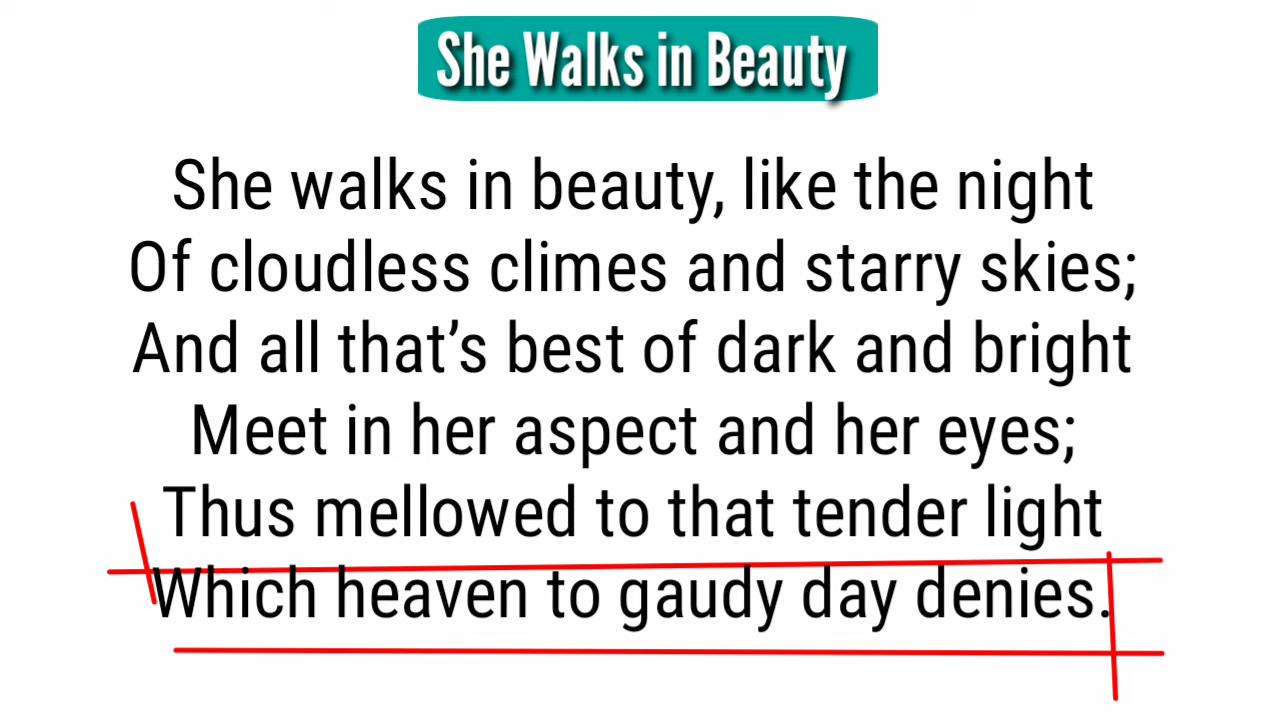 She Walks in Beauty
She walks in beauty, like the night
Of cloudless climes and starry skies;
And all that’s best of dark and bright
Meet in her aspect and her eyes;
Thus mellowed to that tender light
Which heaven to gaudy day denies.